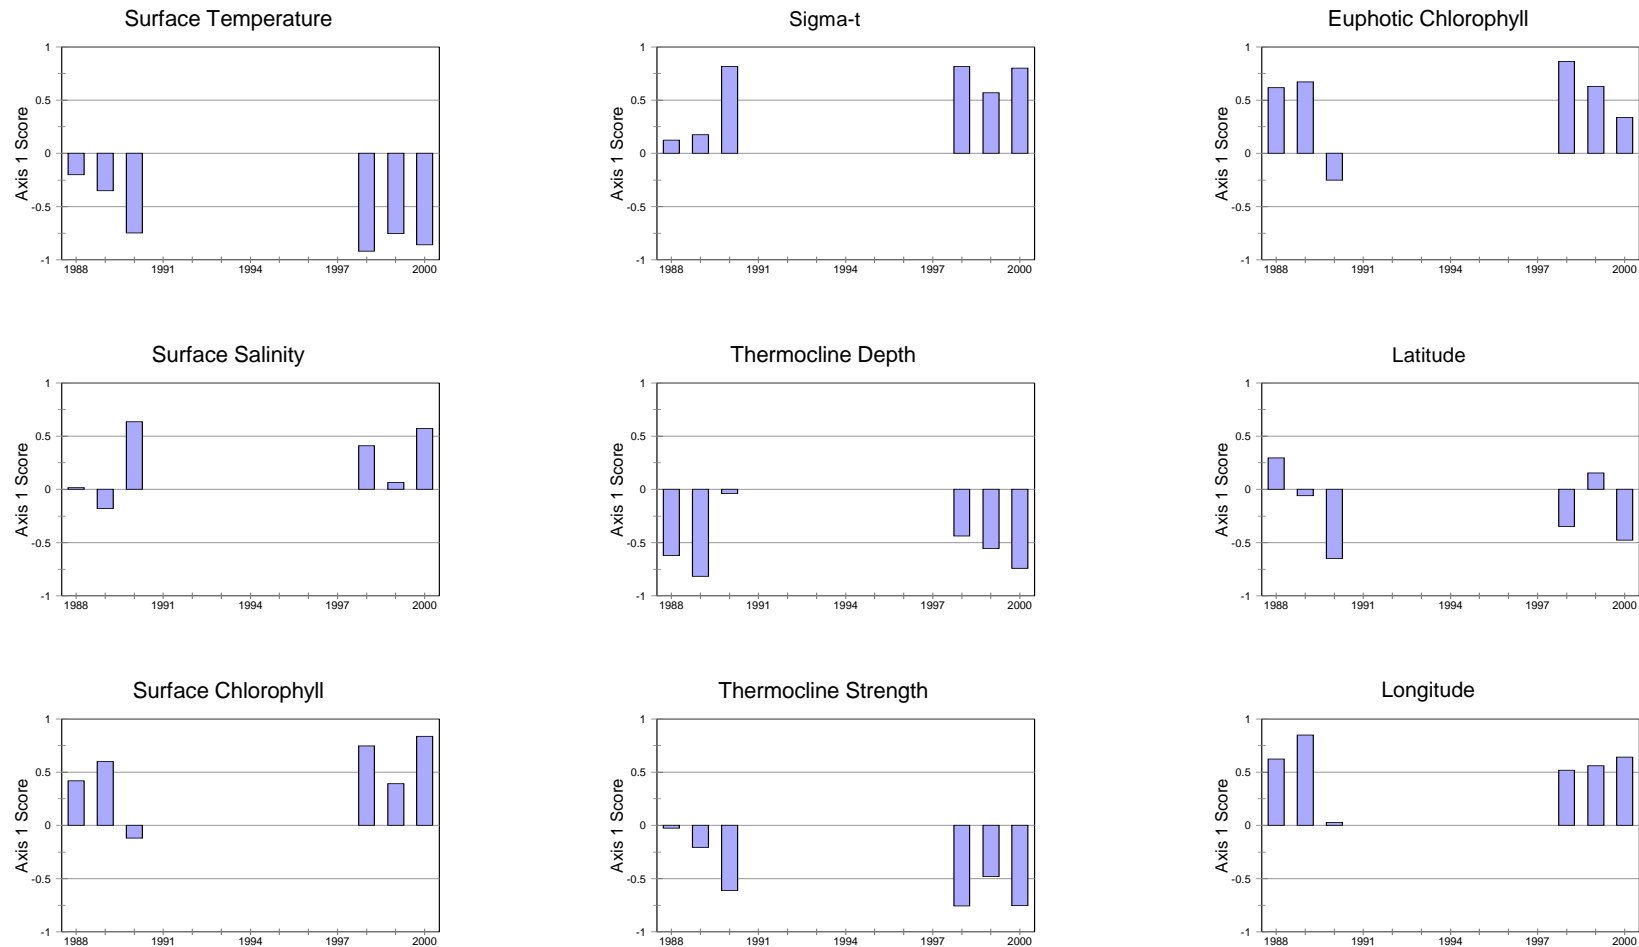 Surface Temperature
1
0.5
0
-0.5
-1
Axis 1 Score
1988 1991 1994 1997 2000
Sigma-t
1
0.5
0
-0.5
-1
Axis 1 Score
1988 1991 1994 1997 2000
Euphotic Chlorophyll
1
0.5
0
-0.5
-1
Axis 1 Score
1988 1991 1994 1997 2000
Surface Salinity
1
0.5
0
-0.5
-1
Axis 1 Score
1988 1991 1994 1997 2000
Thermocline Depth
1
0.5
0
-0.5
-1
Axis 1 Score
1988 1991 1994 1997 2000
Latitude
1
0.5
0
-0.5
-1
Axis 1 Score
1988 1991 1994 1997 2000
Surface Chlorophyll
1
0.5
0
-0.5
-1
Axis 1 Score
1988 1991 1994 1997 2000
Thermocline Strength
1
0.5
0
-0.5
-1
Axis 1 Score
1988 1991 1994 1997 2000
Longitude
1
0.5
0
-0.5
-1
Axis 1 Score
1988 1991 1994 1997 2000